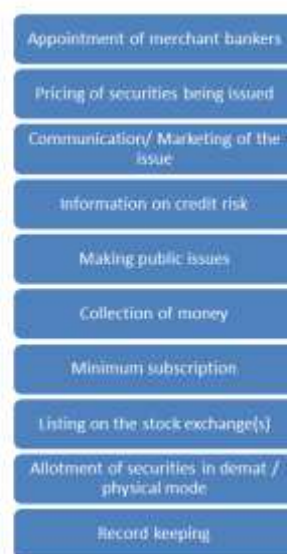 Appointment of merchant bankers
Pricing of securities being issued
Communication/ Marketing of the
issue
Information on credit risk
Making public issues
Collection of money
Minimum subscription
Listing on the stock exchange(s)
Allotment of securities in demat /
physical mode
Record keeping